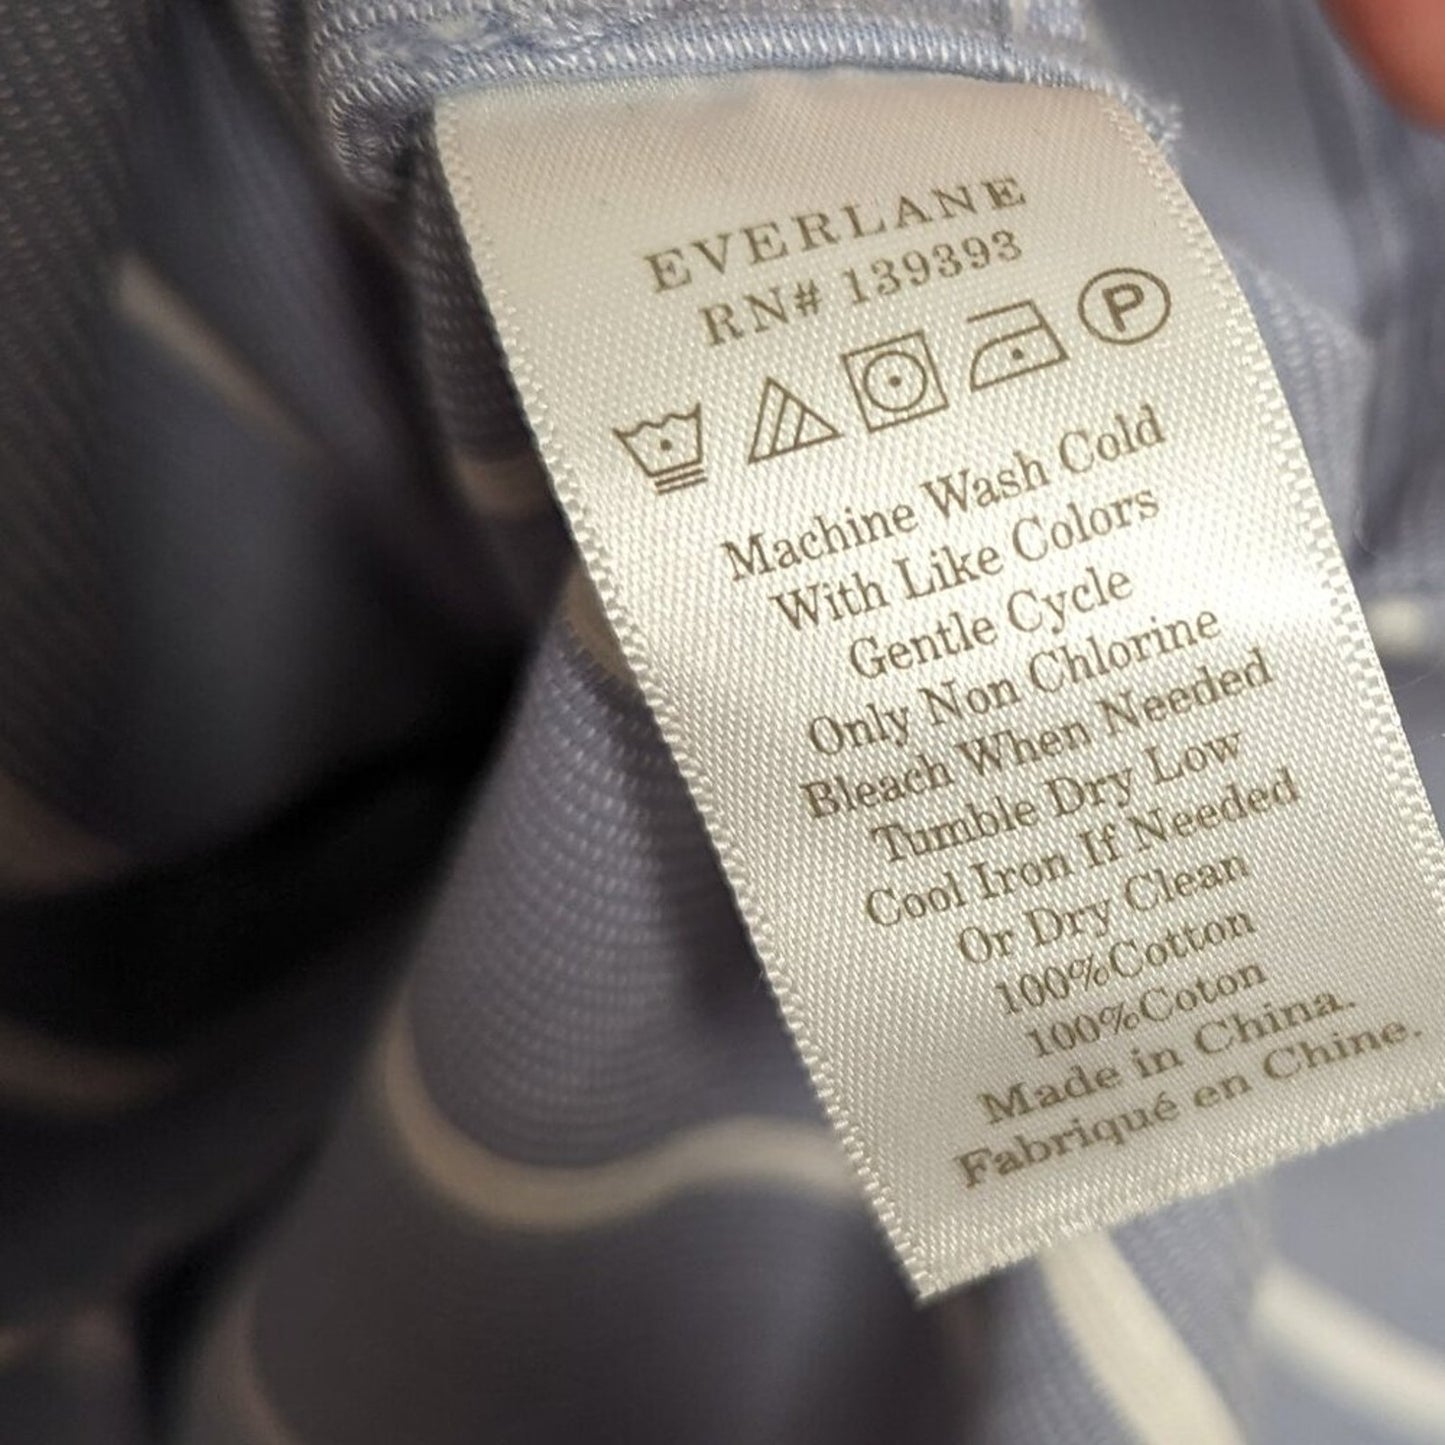 EVERLANE
RN# 139393
P
Machine Wash Cold
With Like Colors
Gentle Cycle
Only Non Chlorine
Bleach When Needed
Tumble Dry Low
Cool Iron If Needed
Or Dry Clean
100%Cotton
100%Coton
Made in China.
Fabriqué en Chine.